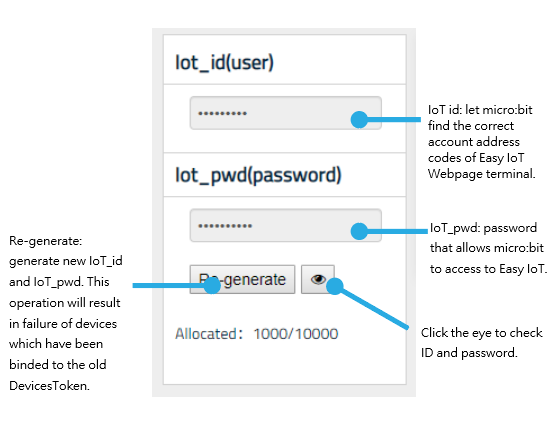 Iot_id(user)
•••••••••
IoT id: let micro:bit
find the correct
account address
codes of Easy IoT
Webpage terminal.
Iot_pwd(password)
••••••••••
IoT_pwd: password
that allows micro:bit
to access to Easy IoT.
Re-generate:
generate new IoT_id
and IoT_pwd. This
operation will result
in failure of devices
which have been
binded to the old
DevicesToken.
Re-generate
Allocated: 1000/10000
Click the eye to check
ID and password.